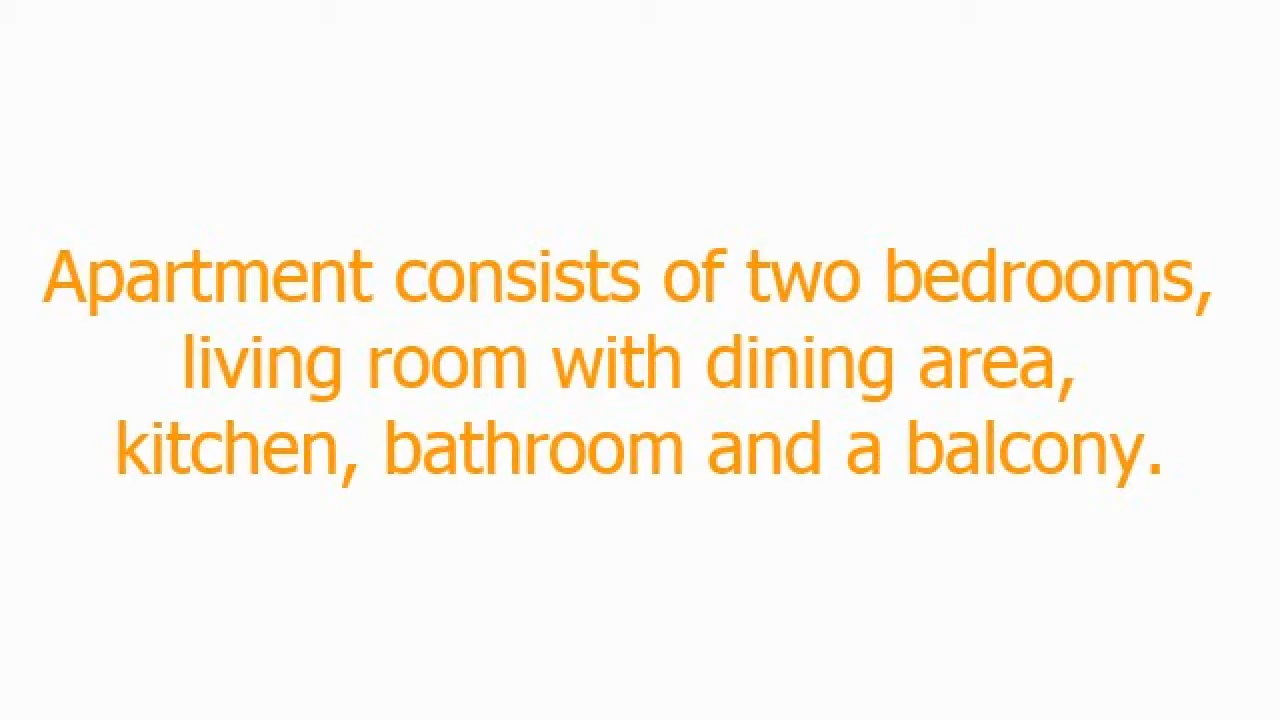 Apartment consists of two bedrooms,
living room with dining area,
kitchen, bathroom and a balcony.